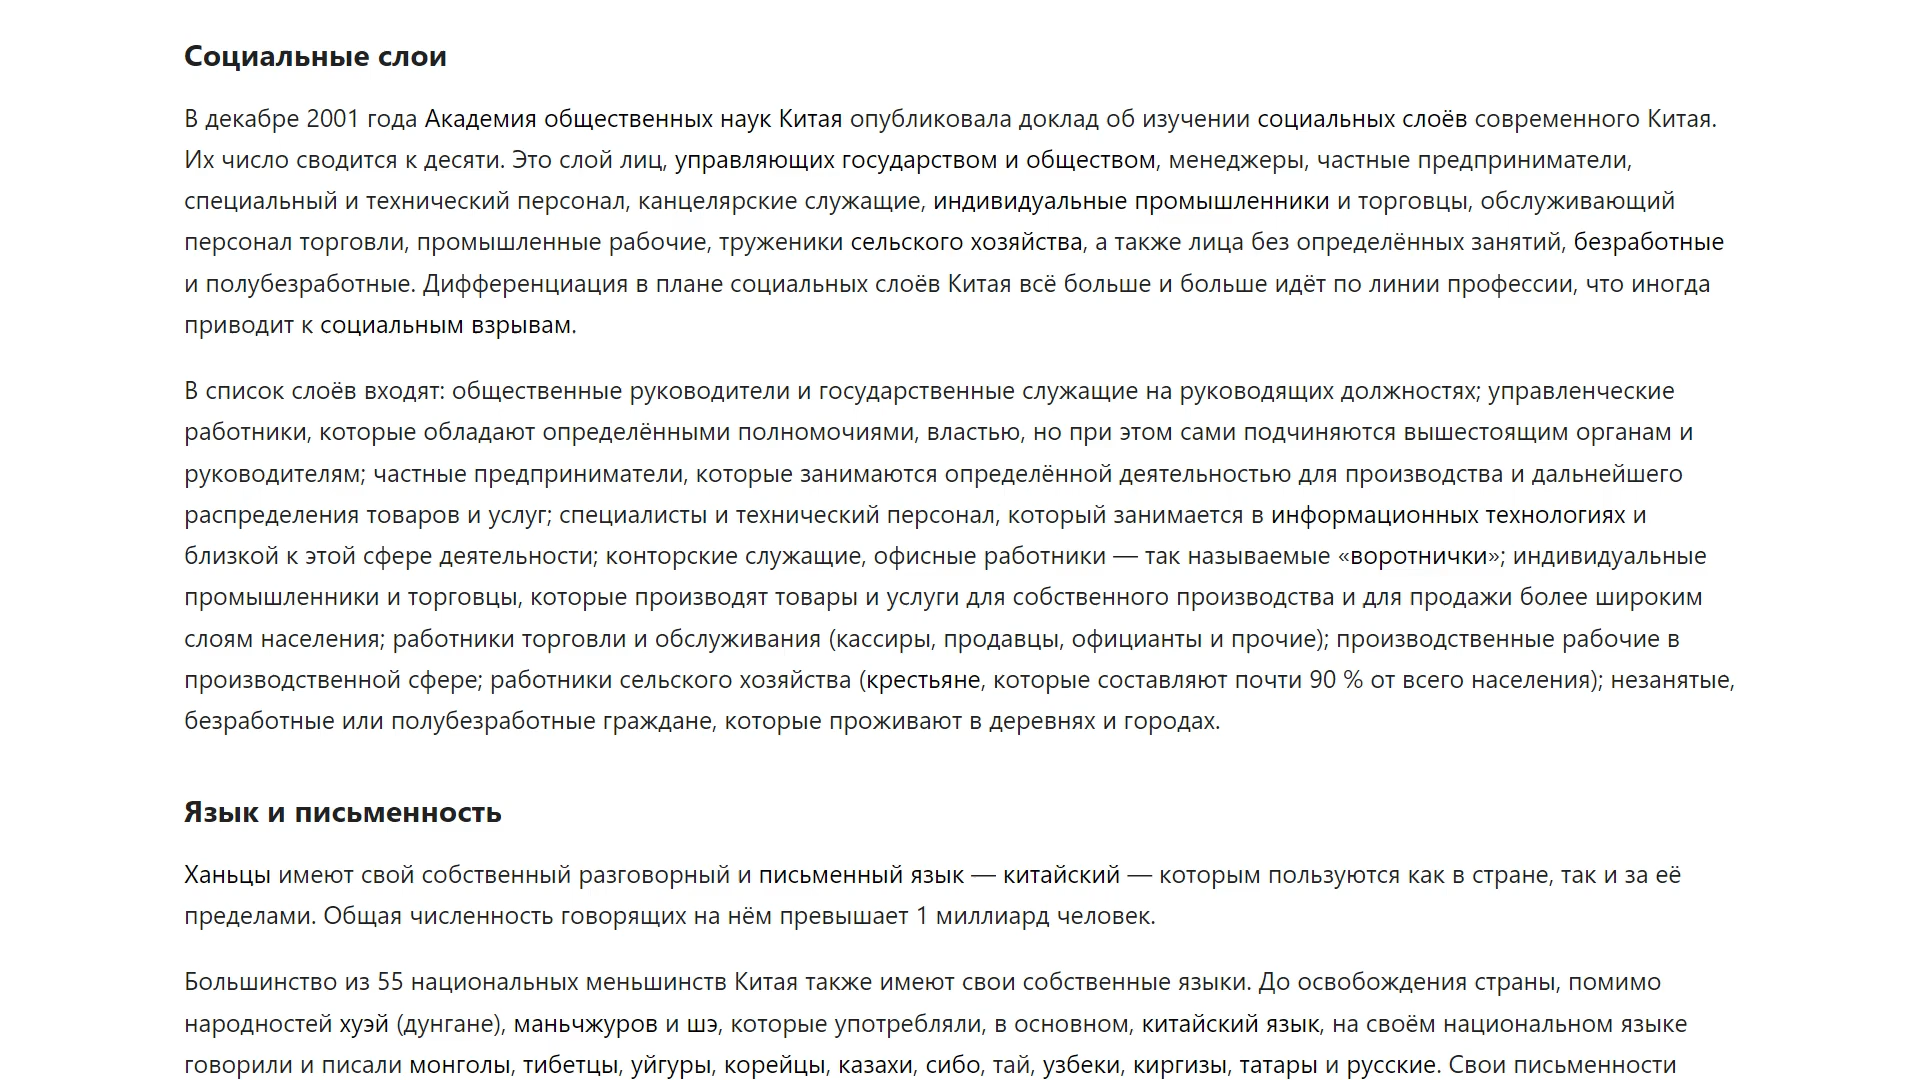 Социальные слои
В декабре 2001 года Академия общественных наук Китая опубликовала доклад об изучении социальных слоёв современного Китая.
Их число сводится к десяти. Это слой лиц, управляющих государством и обществом, менеджеры, частные предприниматели,
специальный и технический персонал, канцелярские служащие, индивидуальные промышленники и торговцы, обслуживающий
персонал торговли, промышленные рабочие, труженики сельского хозяйства, а также лица без определённых занятий, безработные
и полубезработные. Дифференциация в плане социальных слоёв Китая всё больше и больше идёт по линии профессии, что иногда
приводит к социальным взрывам.
В список слоёв входят: общественные руководители и государственные служащие на руководящих должностях; управленческие
работники, которые обладают определёнными полномочиями, властью, но при этом сами подчиняются вышестоящим органам и
руководителям; частные предприниматели, которые занимаются определённой деятельностью для производства и дальнейшего
распределения товаров и услуг; специалисты и технический персонал, который занимается в информационных технологиях и
близкой к этой сфере деятельности; конторские служащие, офисные работники — так называемые «воротнички»; индивидуальные
промышленники и торговцы, которые производят товары и услуги для собственного производства и для продажи более широким
слоям населения; работники торговли и обслуживания (кассиры, продавцы, официанты и прочие); производственные рабочие в
производственной сфере; работники сельского хозяйства (крестьяне, которые составляют почти 90 % от всего населения); незанятые,
безработные или полубезработные граждане, которые проживают в деревнях и городах.
Язык и письменность
Ханьцы имеют свой собственный разговорный и письменный язык — китайский — которым пользуются как в стране, так и за её
пределами. Общая численность говорящих на нём превышает 1 миллиард человек.
Большинство из 55 национальных меньшинств Китая также имеют свои собственные языки. До освобождения страны, помимо
народностей хуэй (дунгане), маньчжуров и шэ, которые употребляли, в основном, китайский язык, на своём национальном языке
говорили и писали монголы, тибетцы, уйгуры, корейцы, казахи, сибо, тай, узбеки, киргизы, татары и русские. Свои письменности